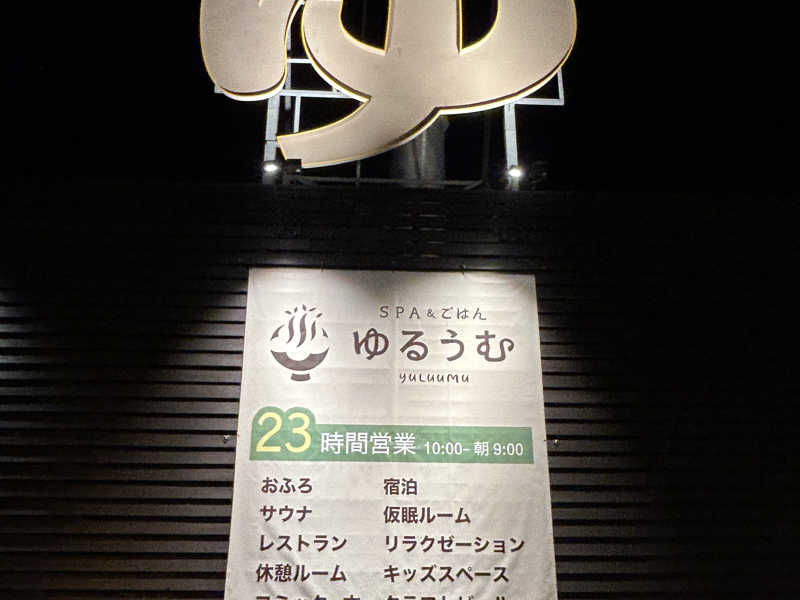 ゆ
SPA&ごはん
ゆるうむ
yuluumu
23時間営業 10:00-朝9:00
おふろ 宿泊
サウナ 仮眠ルーム
レストラン リラクゼーション
休憩ルーム キッズスペース